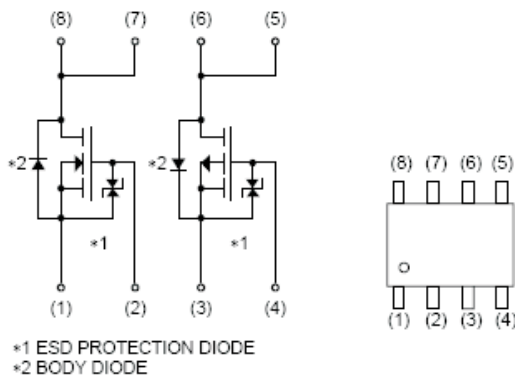 (8) (7) (6) (5)
*2 *2
(8) (7) (6) (5)
*1 *1
(1) (2) (3) (4)
(1) (2) (3) (4)
*1 ESD PROTECTION DIODE
*2 BODY DIODE